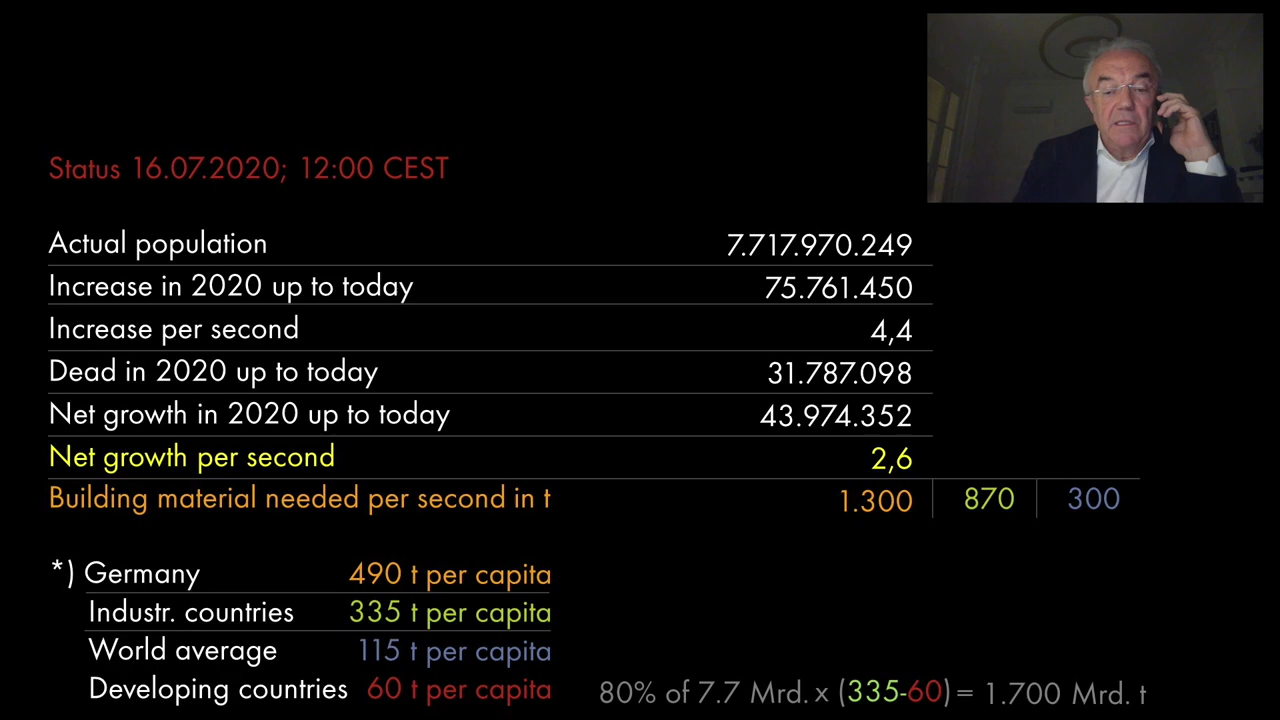 Status 16.07.2020; 12:00 CEST
Actual population 7.717.970.249
Increase in 2020 up to today 75.761.450
Increase per second 4,4
Dead in 2020 up to today 31.787.098
Net growth in 2020 up to today 43.974.352
Net growth per second 2,6
Building material needed per second in t 1.300 870 300
*) Germany 490 t per capita
Industr. countries 335 t per capita
World average 115 t per capita
Developing countries 60 t per capita 80% of 7.7 Mrd. x (335-60) = 1.700 Mrd. t